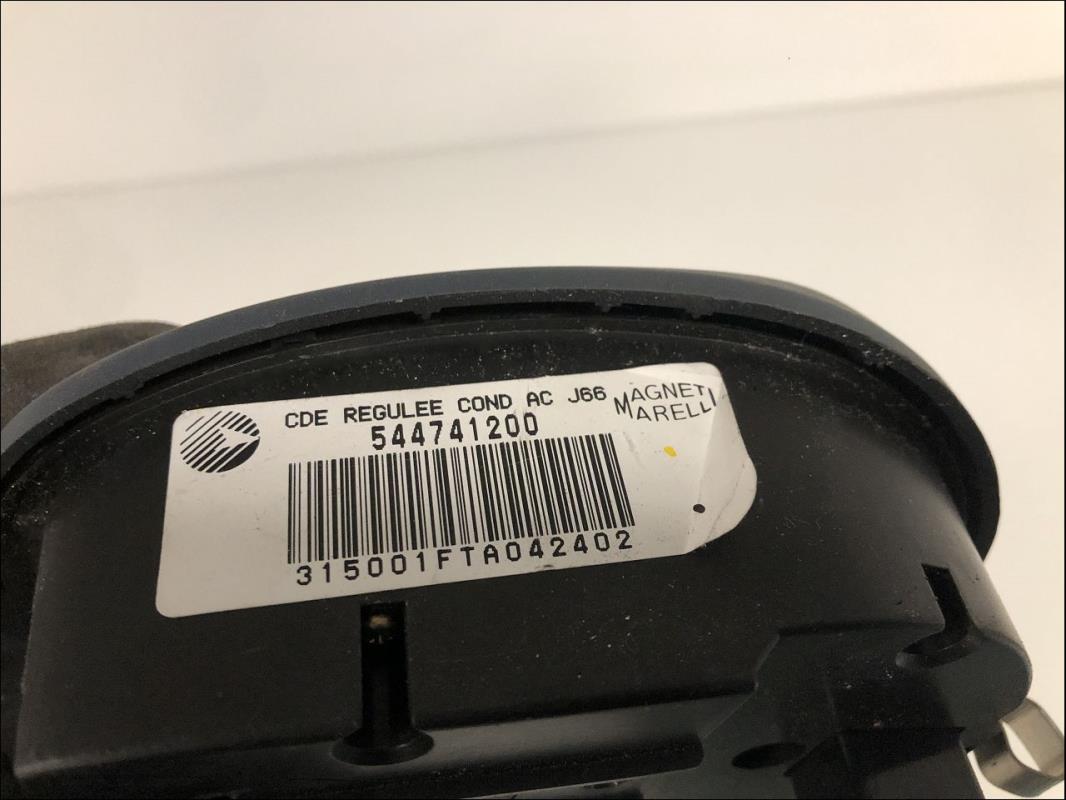 CDE REGULEE COND AC J66
544741200
MAGNETI
MARELLI
315001FTA042402